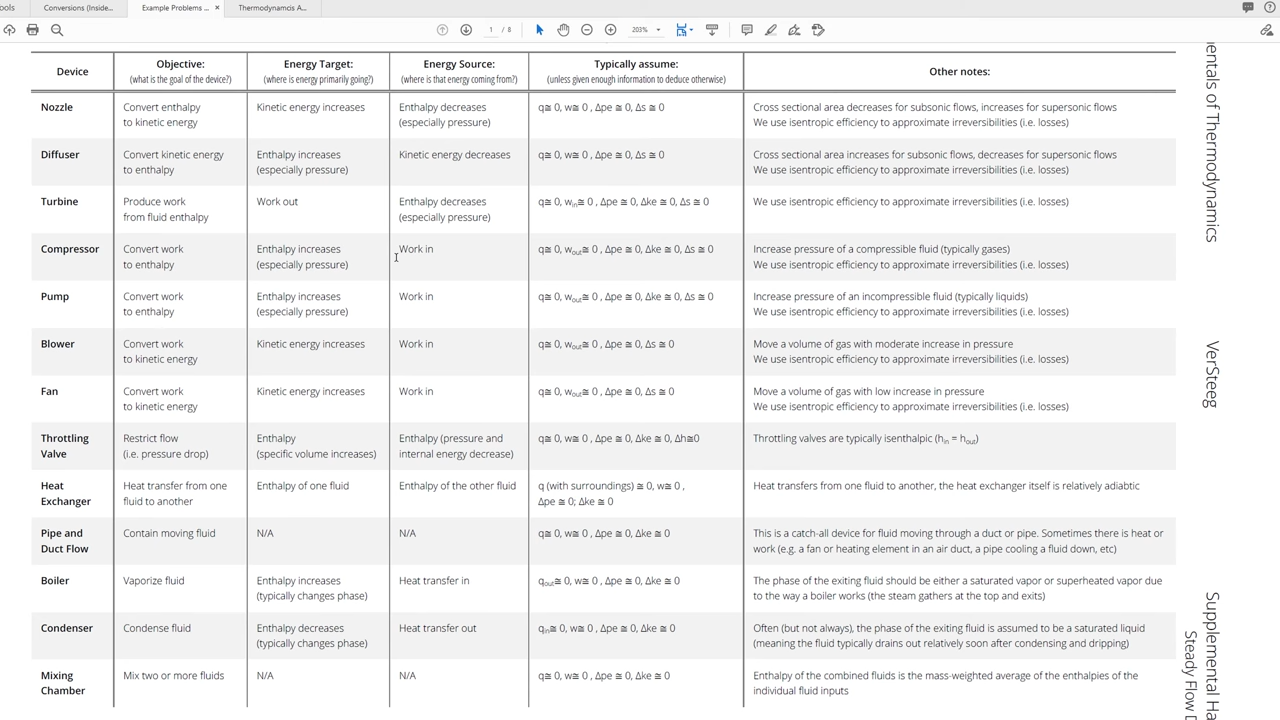 ools
Conversions (Inside...
Example Problems ... ×
Thermodynamcis A...
1 / 8
203%
Device
Objective:
(what is the goal of the device?)
Energy Target:
(where is energy primarily going?)
Energy Source:
(where is that energy coming from?)
Typically assume:
(unless given enough information to deduce otherwise)
Other notes:
Nozzle
Convert enthalpy
to kinetic energy
Kinetic energy increases
Enthalpy decreases
(especially pressure)
q≅ 0, w≅ 0 , Δpe ≅ 0, Δs ≅ 0
Cross sectional area decreases for subsonic flows, increases for supersonic flows
We use isentropic efficiency to approximate irreversibilities (i.e. losses)
Diffuser
Convert kinetic energy
to enthalpy
Enthalpy increases
(especially pressure)
Kinetic energy decreases
q≅ 0, w≅ 0 , Δpe ≅ 0, Δs ≅ 0
Cross sectional area increases for subsonic flows, decreases for supersonic flows
We use isentropic efficiency to approximate irreversibilities (i.e. losses)
Turbine
Produce work
from fluid enthalpy
Work out
Enthalpy decreases
(especially pressure)
q≅ 0, win≅ 0 , Δpe ≅ 0, Δke ≅ 0, Δs ≅ 0
We use isentropic efficiency to approximate irreversibilities (i.e. losses)
Compressor
Convert work
to enthalpy
Enthalpy increases
(especially pressure)
Work in
q≅ 0, wout≅ 0 , Δpe ≅ 0, Δke ≅ 0, Δs ≅ 0
Increase pressure of a compressible fluid (typically gases)
We use isentropic efficiency to approximate irreversibilities (i.e. losses)
Pump
Convert work
to enthalpy
Enthalpy increases
(especially pressure)
Work in
q≅ 0, wout≅ 0 , Δpe ≅ 0, Δke ≅ 0, Δs ≅ 0
Increase pressure of an incompressible fluid (typically liquids)
We use isentropic efficiency to approximate irreversibilities (i.e. losses)
Blower
Convert work
to kinetic energy
Kinetic energy increases
Work in
q≅ 0, wout≅ 0 , Δpe ≅ 0, Δs ≅ 0
Move a volume of gas with moderate increase in pressure
We use isentropic efficiency to approximate irreversibilities (i.e. losses)
Fan
Convert work
to kinetic energy
Kinetic energy increases
Work in
q≅ 0, wout≅ 0 , Δpe ≅ 0, Δs ≅ 0
Move a volume of gas with low increase in pressure
We use isentropic efficiency to approximate irreversibilities (i.e. losses)
Throttling
Valve
Restrict flow
(i.e. pressure drop)
Enthalpy
(specific volume increases)
Enthalpy (pressure and
internal energy decrease)
q≅ 0, w≅ 0 , Δpe ≅ 0, Δke ≅ 0, Δh≅0
Throttling valves are typically isenthalpic (hin = hout)
Heat
Exchanger
Heat transfer from one
fluid to another
Enthalpy of one fluid
Enthalpy of the other fluid
q (with surroundings) ≅ 0, w≅ 0 ,
Δpe ≅ 0; Δke ≅ 0
Heat transfers from one fluid to another, the heat exchanger itself is relatively adiabtic
Pipe and
Duct Flow
Contain moving fluid
N/A
N/A
q≅ 0, w≅ 0 , Δpe ≅ 0, Δke ≅ 0
This is a catch-all device for fluid moving through a duct or pipe. Sometimes there is heat or
work (e.g. a fan or heating element in an air duct, a pipe cooling a fluid down, etc)
Boiler
Vaporize fluid
Enthalpy increases
(typically changes phase)
Heat transfer in
qout≅ 0, w≅ 0 , Δpe ≅ 0, Δke ≅ 0
The phase of the exiting fluid should be either a saturated vapor or superheated vapor due
to the way a boiler works (the steam gathers at the top and exits)
Condenser
Condense fluid
Enthalpy decreases
(typically changes phase)
Heat transfer out
qin≅ 0, w≅ 0 , Δpe ≅ 0, Δke ≅ 0
Often (but not always), the phase of the exiting fluid is assumed to be a saturated liquid
(meaning the fluid typically drains out relatively soon after condensing and dripping)
Mixing
Chamber
Mix two or more fluids
N/A
N/A
q≅ 0, w≅ 0 , Δpe ≅ 0, Δke ≅ 0
Enthalpy of the combined fluids is the mass-weighted average of the enthalpies of the
individual fluid inputs
mentals of Thermodynamics
VerSteeg
Supplemental Ha
Steady Flow D